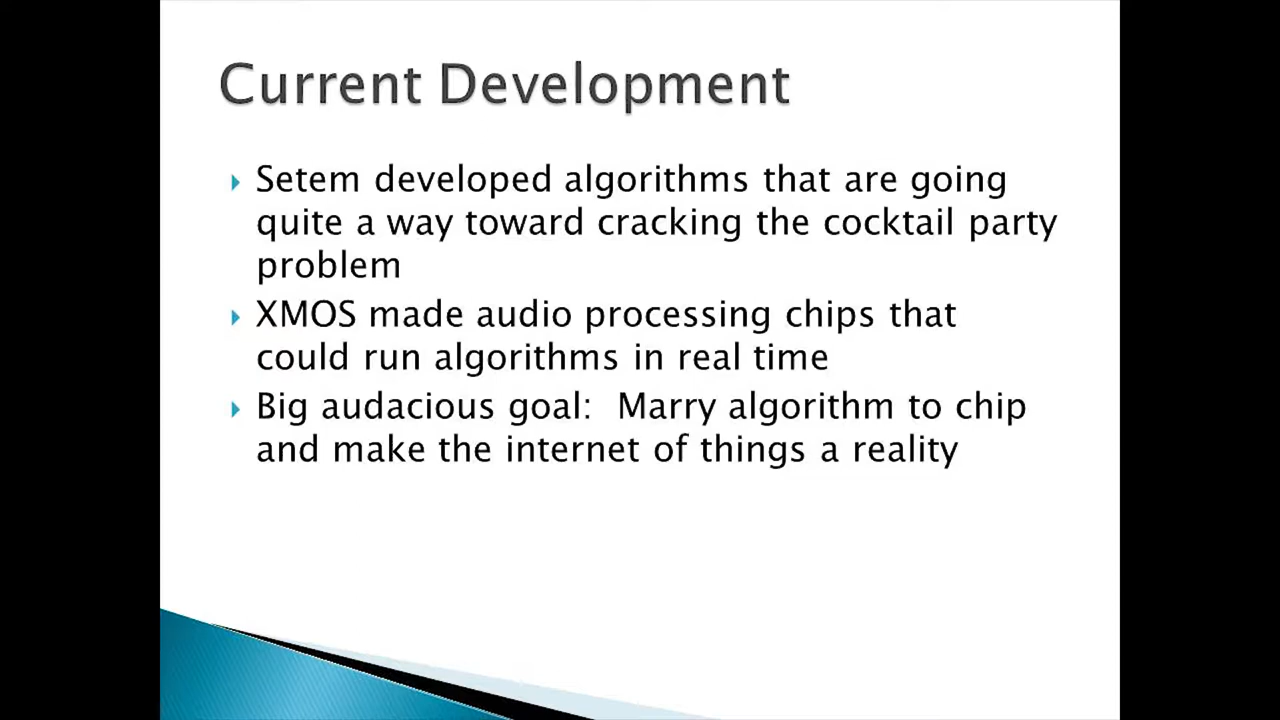 Current Development
Setem developed algorithms that are going
quite a way toward cracking the cocktail party
problem
XMOS made audio processing chips that
could run algorithms in real time
Big audacious goal:  Marry algorithm to chip
and make the internet of things a reality